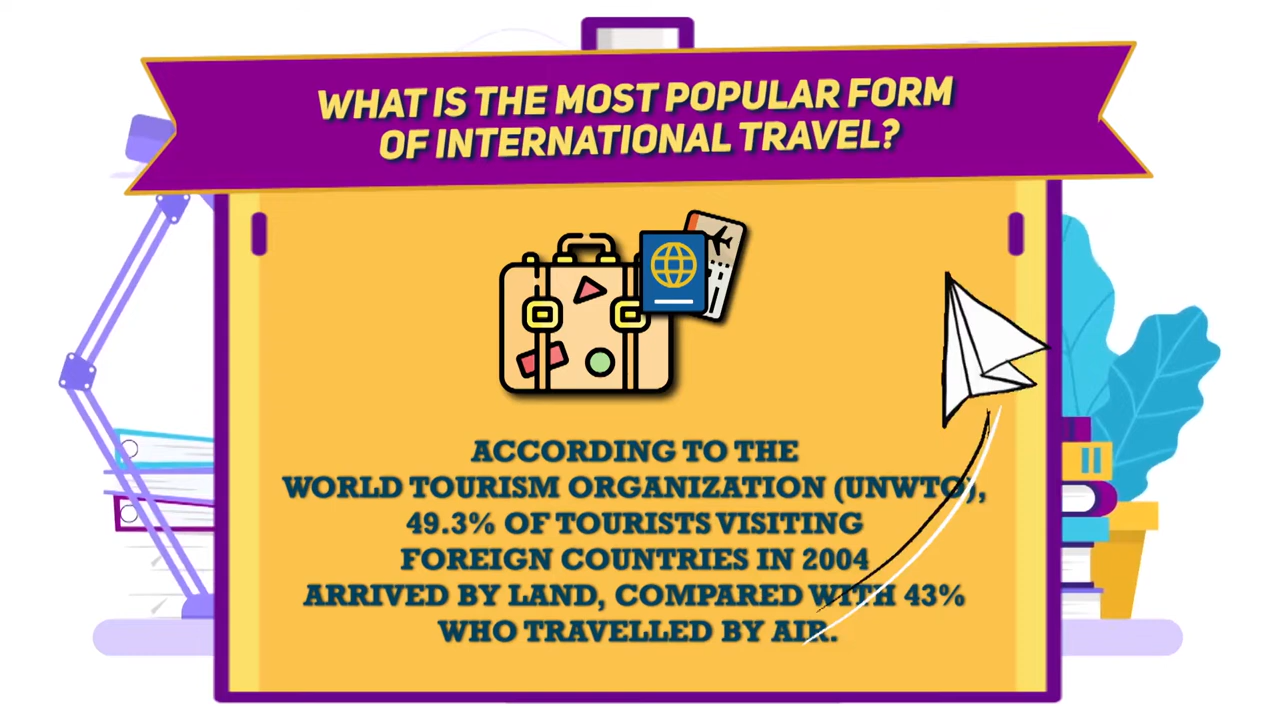 WHAT IS THE MOST POPULAR FORM
OF INTERNATIONAL TRAVEL?
ACCORDING TO THE
WORLD TOURISM ORGANIZATION (UNWTO),
49.3% OF TOURISTS VISITING
FOREIGN COUNTRIES IN 2004
ARRIVED BY LAND, COMPARED WITH 43%
WHO TRAVELLED BY AIR.